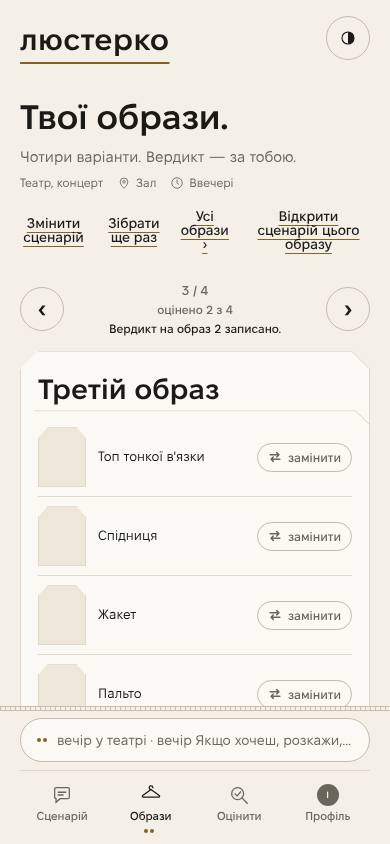 люстерко
Твої образи.
Чотири варіанти. Вердикт — за тобою.
Театр, концерт Зал Ввечері
Змінити сценарій
Зібрати ще раз
Усі образи ›
Відкрити сценарій цього образу
‹
3 / 4
оцінено 2 з 4
Вердикт на образ 2 записано.
›
Третій образ
Топ тонкої в'язки замінити
Спідниця замінити
Жакет замінити
Пальто замінити
вечір у театрі · вечір Якщо хочеш, розкажи,...
Сценарій Образи Оцінити І Профіль